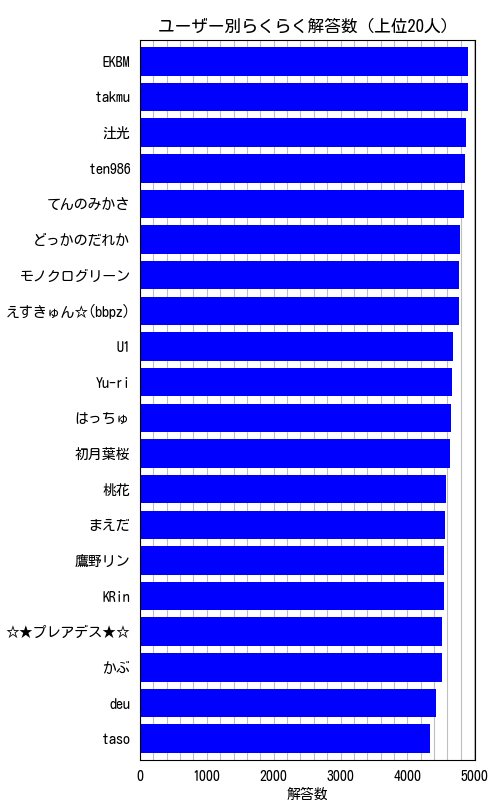 ユーザー別らくらく解答数（上位20人）
EKBM
takmu
辻光
ten986
てんのみかさ
どっかのだれか
モノクログリーン
えすきゅん☆(bbpz)
U1
Yu-ri
はっちゅ
初月葉桜
桃花
まえだ
鷹野リン
KRin
☆★プレアデス★☆
かぶ
deu
taso
0 1000 2000 3000 4000 5000
解答数